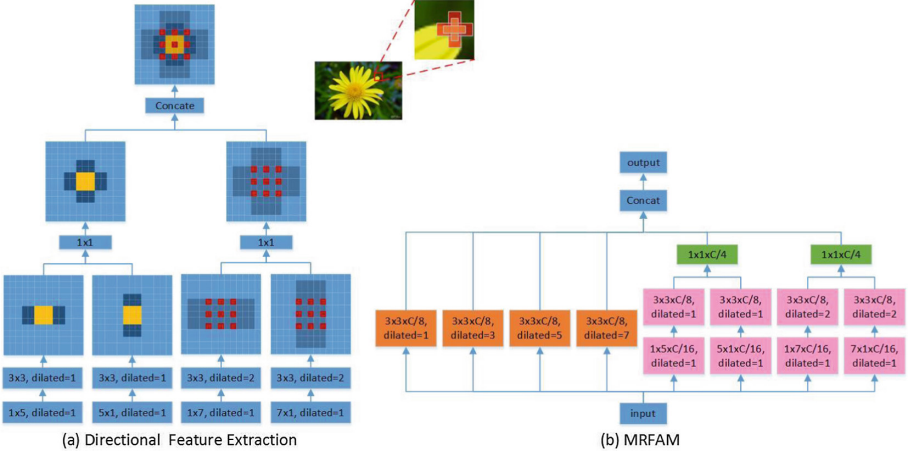 Concate
1x1
1x1
3x3, dilated=1
3x3, dilated=1
3x3, dilated=2
3x3, dilated=2
1x5, dilated=1
5x1, dilated=1
1x7, dilated=1
7x1, dilated=1
(a) Directional Feature Extraction
output
Concat
1x1xC/4
1x1xC/4
3x3xC/8,
dilated=1
3x3xC/8,
dilated=3
3x3xC/8,
dilated=5
3x3xC/8,
dilated=7
3x3xC/8,
dilated=1
3x3xC/8,
dilated=1
3x3xC/8,
dilated=2
3x3xC/8,
dilated=2
1x5xC/16,
dilated=1
5x1xC/16,
dilated=1
1x7xC/16,
dilated=1
7x1xC/16,
dilated=1
input
(b) MRFAM